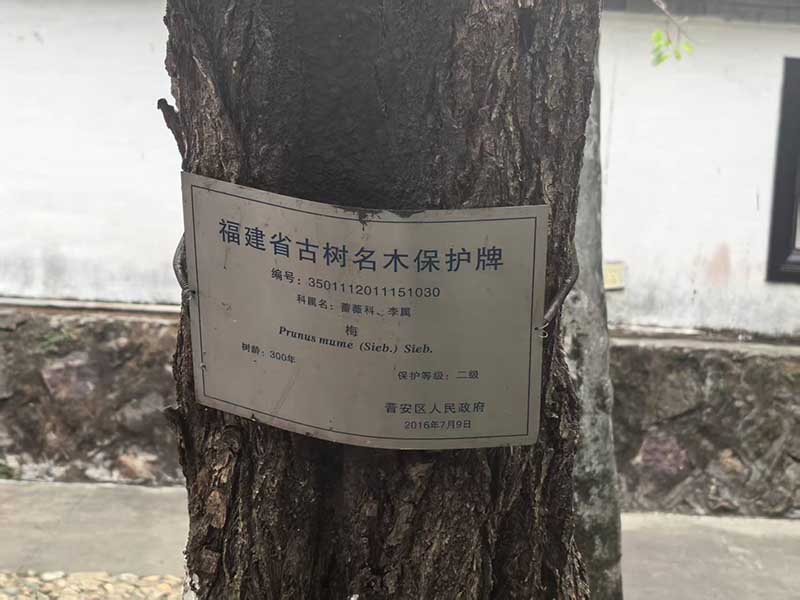 福建省古树名木保护牌
编号：3501112011151030
科属名：蔷薇科、李属
梅
Prunus mume (Sieb.) Sieb.
树龄：300年
保护等级：二级
晋安区人民政府
2016年7月9日